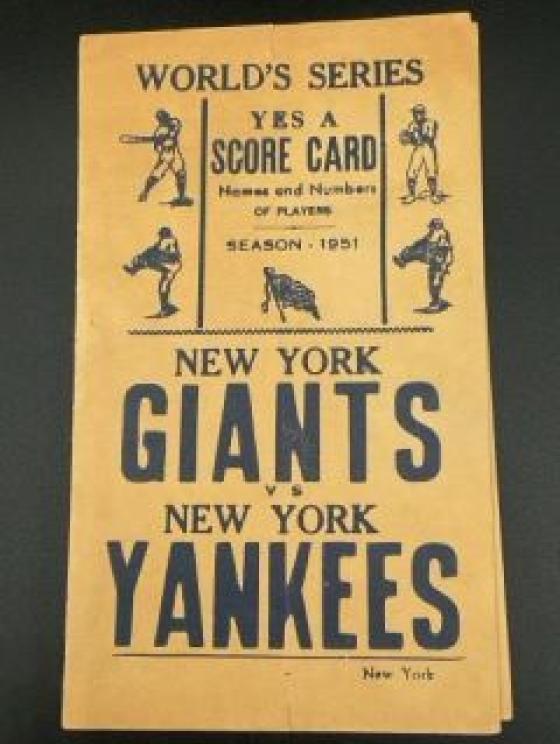 WORLD'S SERIES
YES A
SCORE CARD
Names and Numbers
OF PLAYERS
SEASON - 1951
NEW YORK
GIANTS
VS
NEW YORK
YANKEES
New York